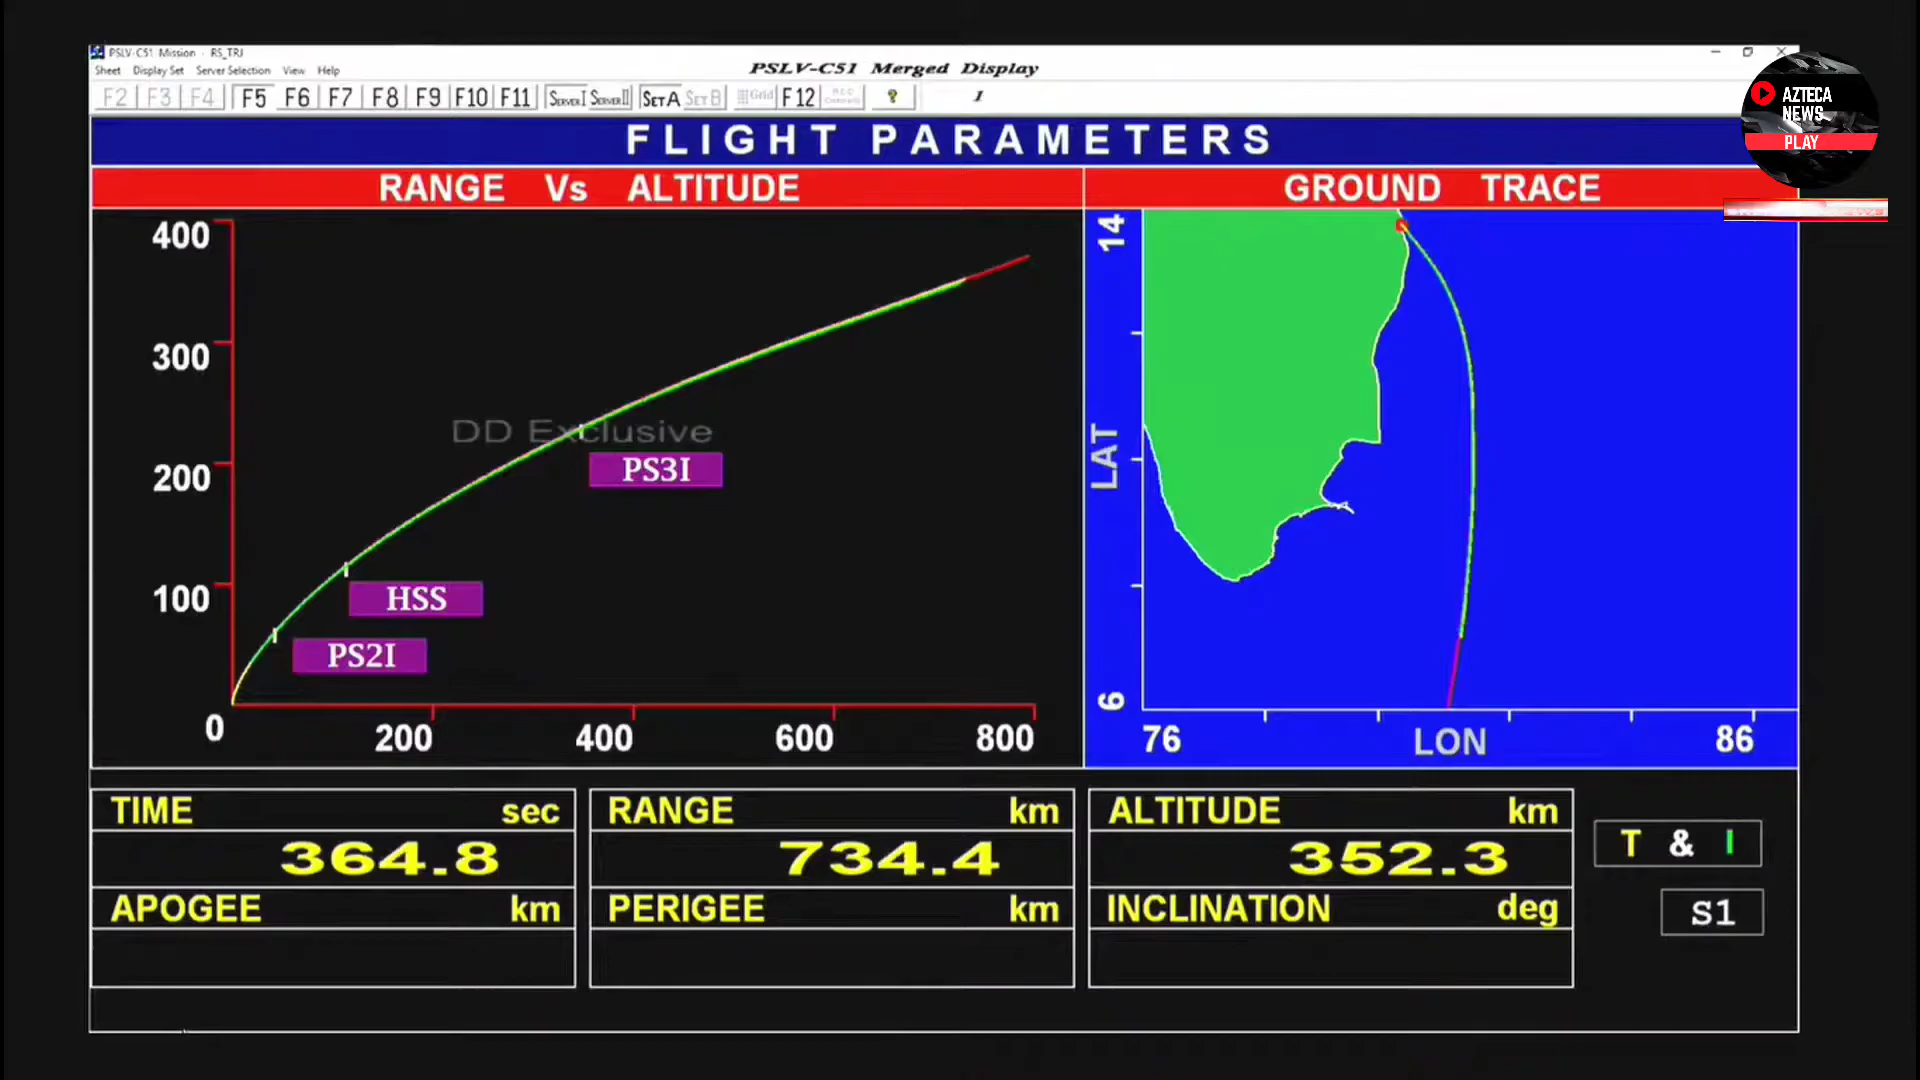 PSLV-C51 Mission - RS_TRJ
Sheet Display Set Server Selection View Help
PSLV-C51 Merged Display
F2 F3 F4 F5 F6 F7 F8 F9 F10 F11 SERVER I SERVER II SET A SET B Grid F12 ? 1
AZTECA
NEWS
PLAY
FLIGHT PARAMETERS
RANGE Vs ALTITUDE
GROUND TRACE
400
300
200
100
0
200 400 600 800
DD Exclusive
PS3I
HSS
PS2I
14
LAT
6
76 LON 86
TIME sec
364.8
RANGE km
734.4
ALTITUDE km
352.3
T & I
APOGEE km
PERIGEE km
INCLINATION deg
S1